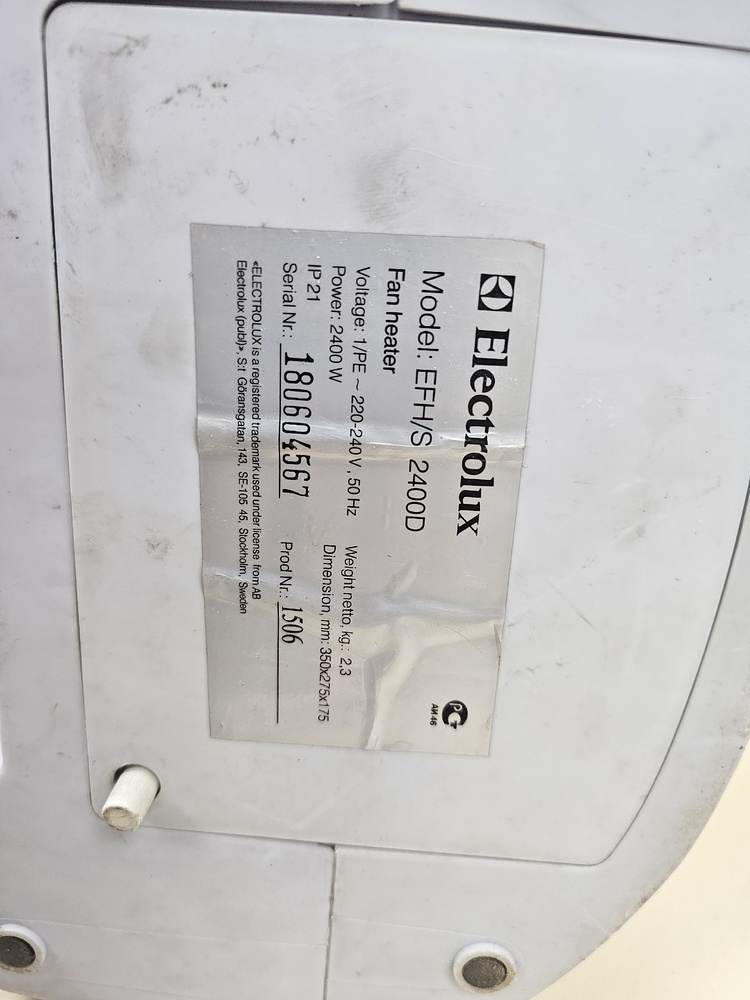 Electrolux
Model: EFH/S 2400D
Fan heater
Voltage: 1/PE ~ 220-240 V , 50 Hz
Power: 2400 W
IP 21
Weight netto, kg.: 2,3
Dimension, mm: 350x275x175
Serial Nr.: 180604567
Prod Nr.: 1506
«ELECTROLUX is a registered trademark used under license from AB
Electrolux (publ)», S:t Göransgatan, 143, SE-105 45, Stockholm, Sweden
РС
АИ46